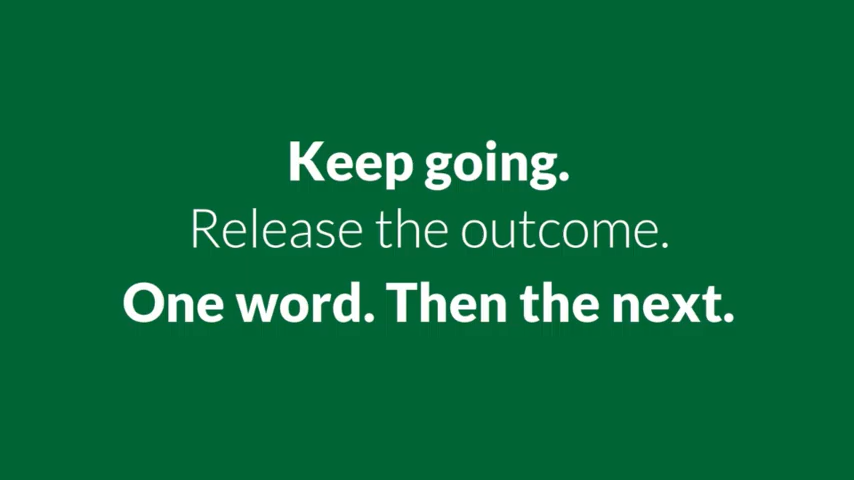 Keep going.
Release the outcome.
One word. Then the next.